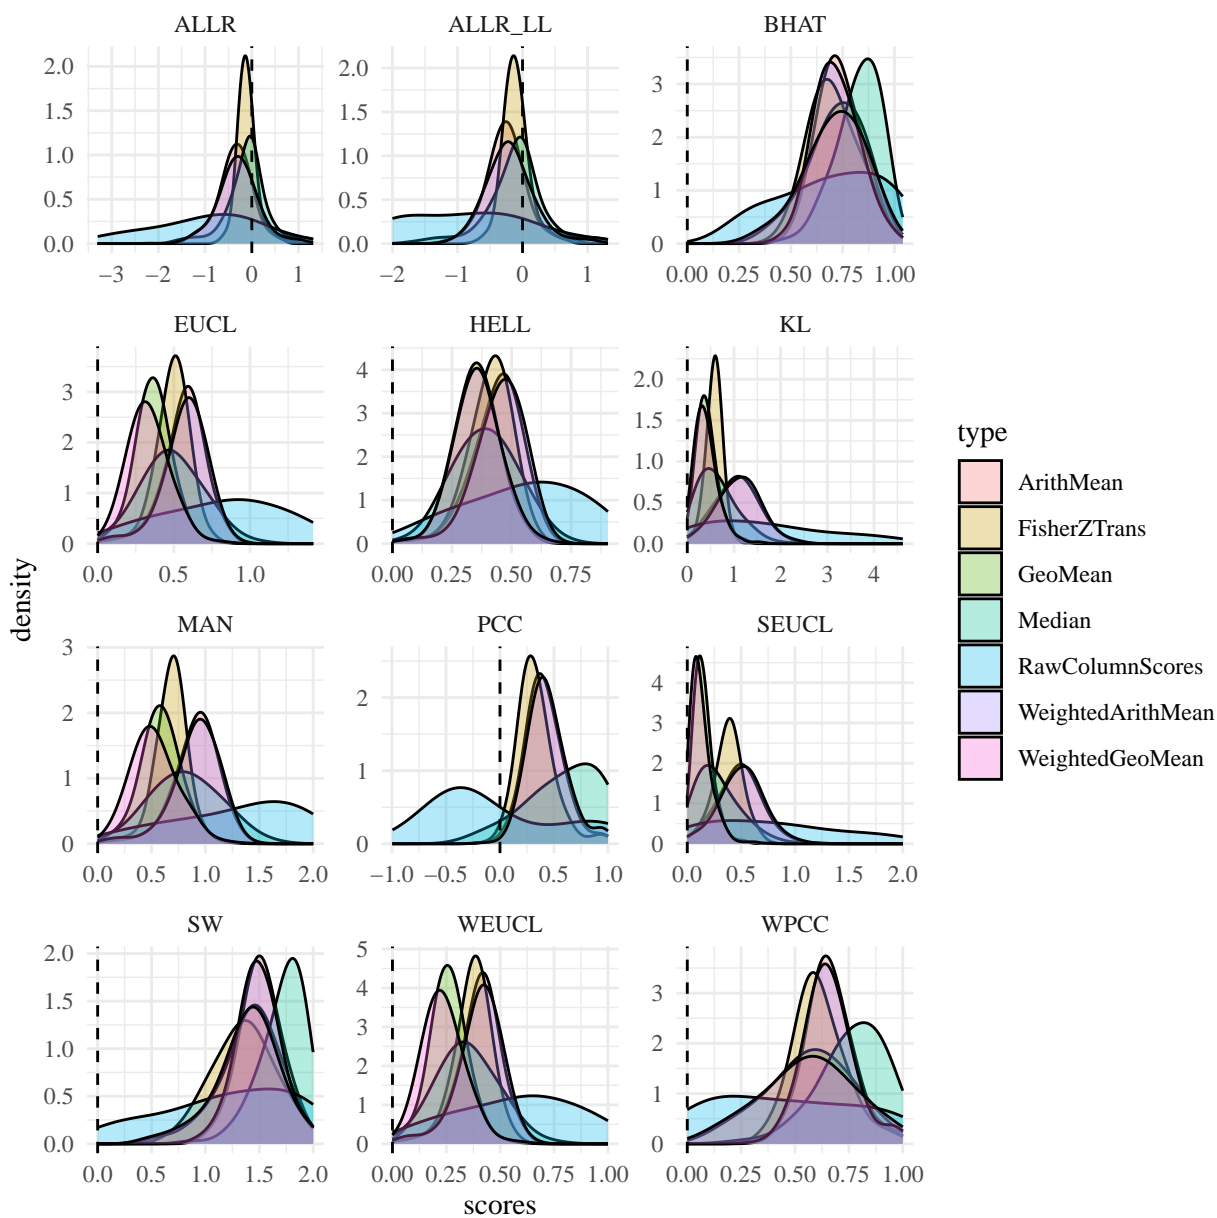 ALLR ALLR_LL BHAT
0.0 0.5 1.0 1.5 2.0
−3 −2 −1 0 1
0.0 0.5 1.0 1.5 2.0
−2 −1 0 1
0 1 2 3
0.00 0.25 0.50 0.75 1.00
EUCL HELL KL
0 1 2 3
0.0 0.5 1.0
0 1 2 3 4
0.00 0.25 0.50 0.75
0.0 0.5 1.0 1.5 2.0
0 1 2 3 4
MAN PCC SEUCL
0 1 2 3
0.0 0.5 1.0 1.5 2.0
0 1 2
−1.0 −0.5 0.0 0.5 1.0
0 1 2 3 4
0.0 0.5 1.0 1.5 2.0
SW WEUCL WPCC
0.0 0.5 1.0 1.5 2.0
0.0 0.5 1.0 1.5 2.0
0 1 2 3 4 5
0.00 0.25 0.50 0.75 1.00
0 1 2 3
0.00 0.25 0.50 0.75 1.00
density
scores
type
ArithMean
FisherZTrans
GeoMean
Median
RawColumnScores
WeightedArithMean
WeightedGeoMean